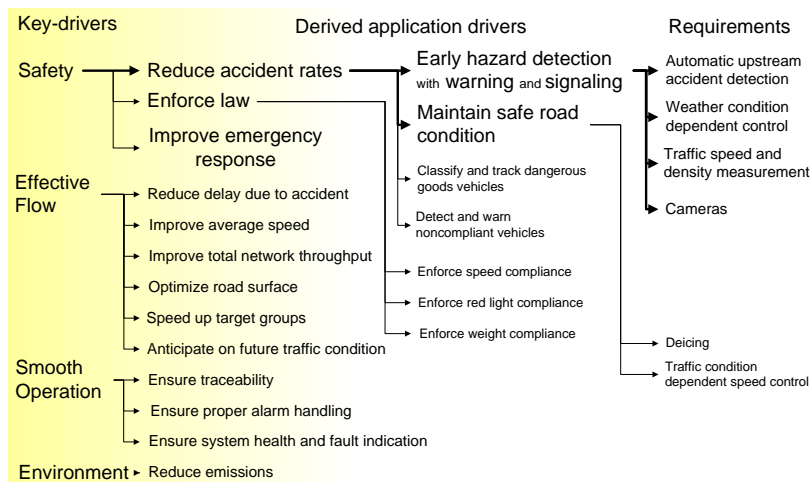 Key-drivers
Derived application drivers
Requirements
Safety
Reduce accident rates
Enforce law
Improve emergency
response
Early hazard detection
with warning and signaling
Maintain safe road
condition
Classify and track dangerous
goods vehicles
Detect and warn
noncompliant vehicles
Enforce speed compliance
Enforce red light compliance
Enforce weight compliance
Automatic upstream
accident detection
Weather condition
dependent control
Traffic speed and
density measurement
Cameras
Deicing
Traffic condition
dependent speed control
Effective
Flow
Reduce delay due to accident
Improve average speed
Improve total network throughput
Optimize road surface
Speed up target groups
Anticipate on future traffic condition
Smooth
Operation
Ensure traceability
Ensure proper alarm handling
Ensure system health and fault indication
Environment
Reduce emissions